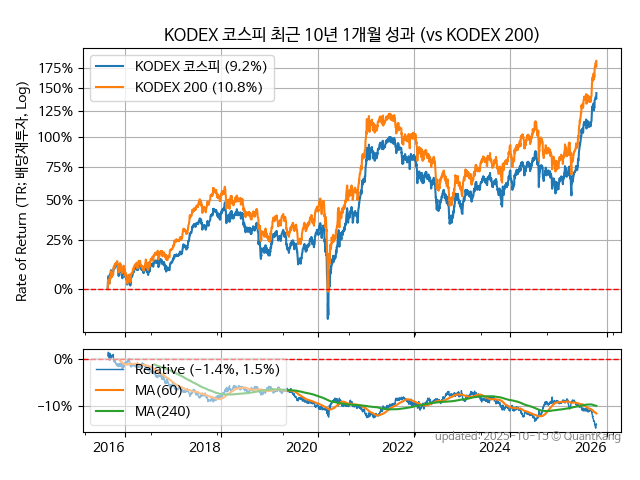 KODEX 코스피 최근 10년 1개월 성과 (vs KODEX 200)
Rate of Return (TR: 배당재투자, Log)
175%
150%
125%
100%
75%
50%
25%
0%
KODEX 코스피 (9.2%)
KODEX 200 (10.8%)
0%
−10%
Relative (−1.4%, 1.5%)
MA(60)
MA(240)
2016
2018
2020
2022
2024
2026
updated: 2025-10-15 © QuantKang